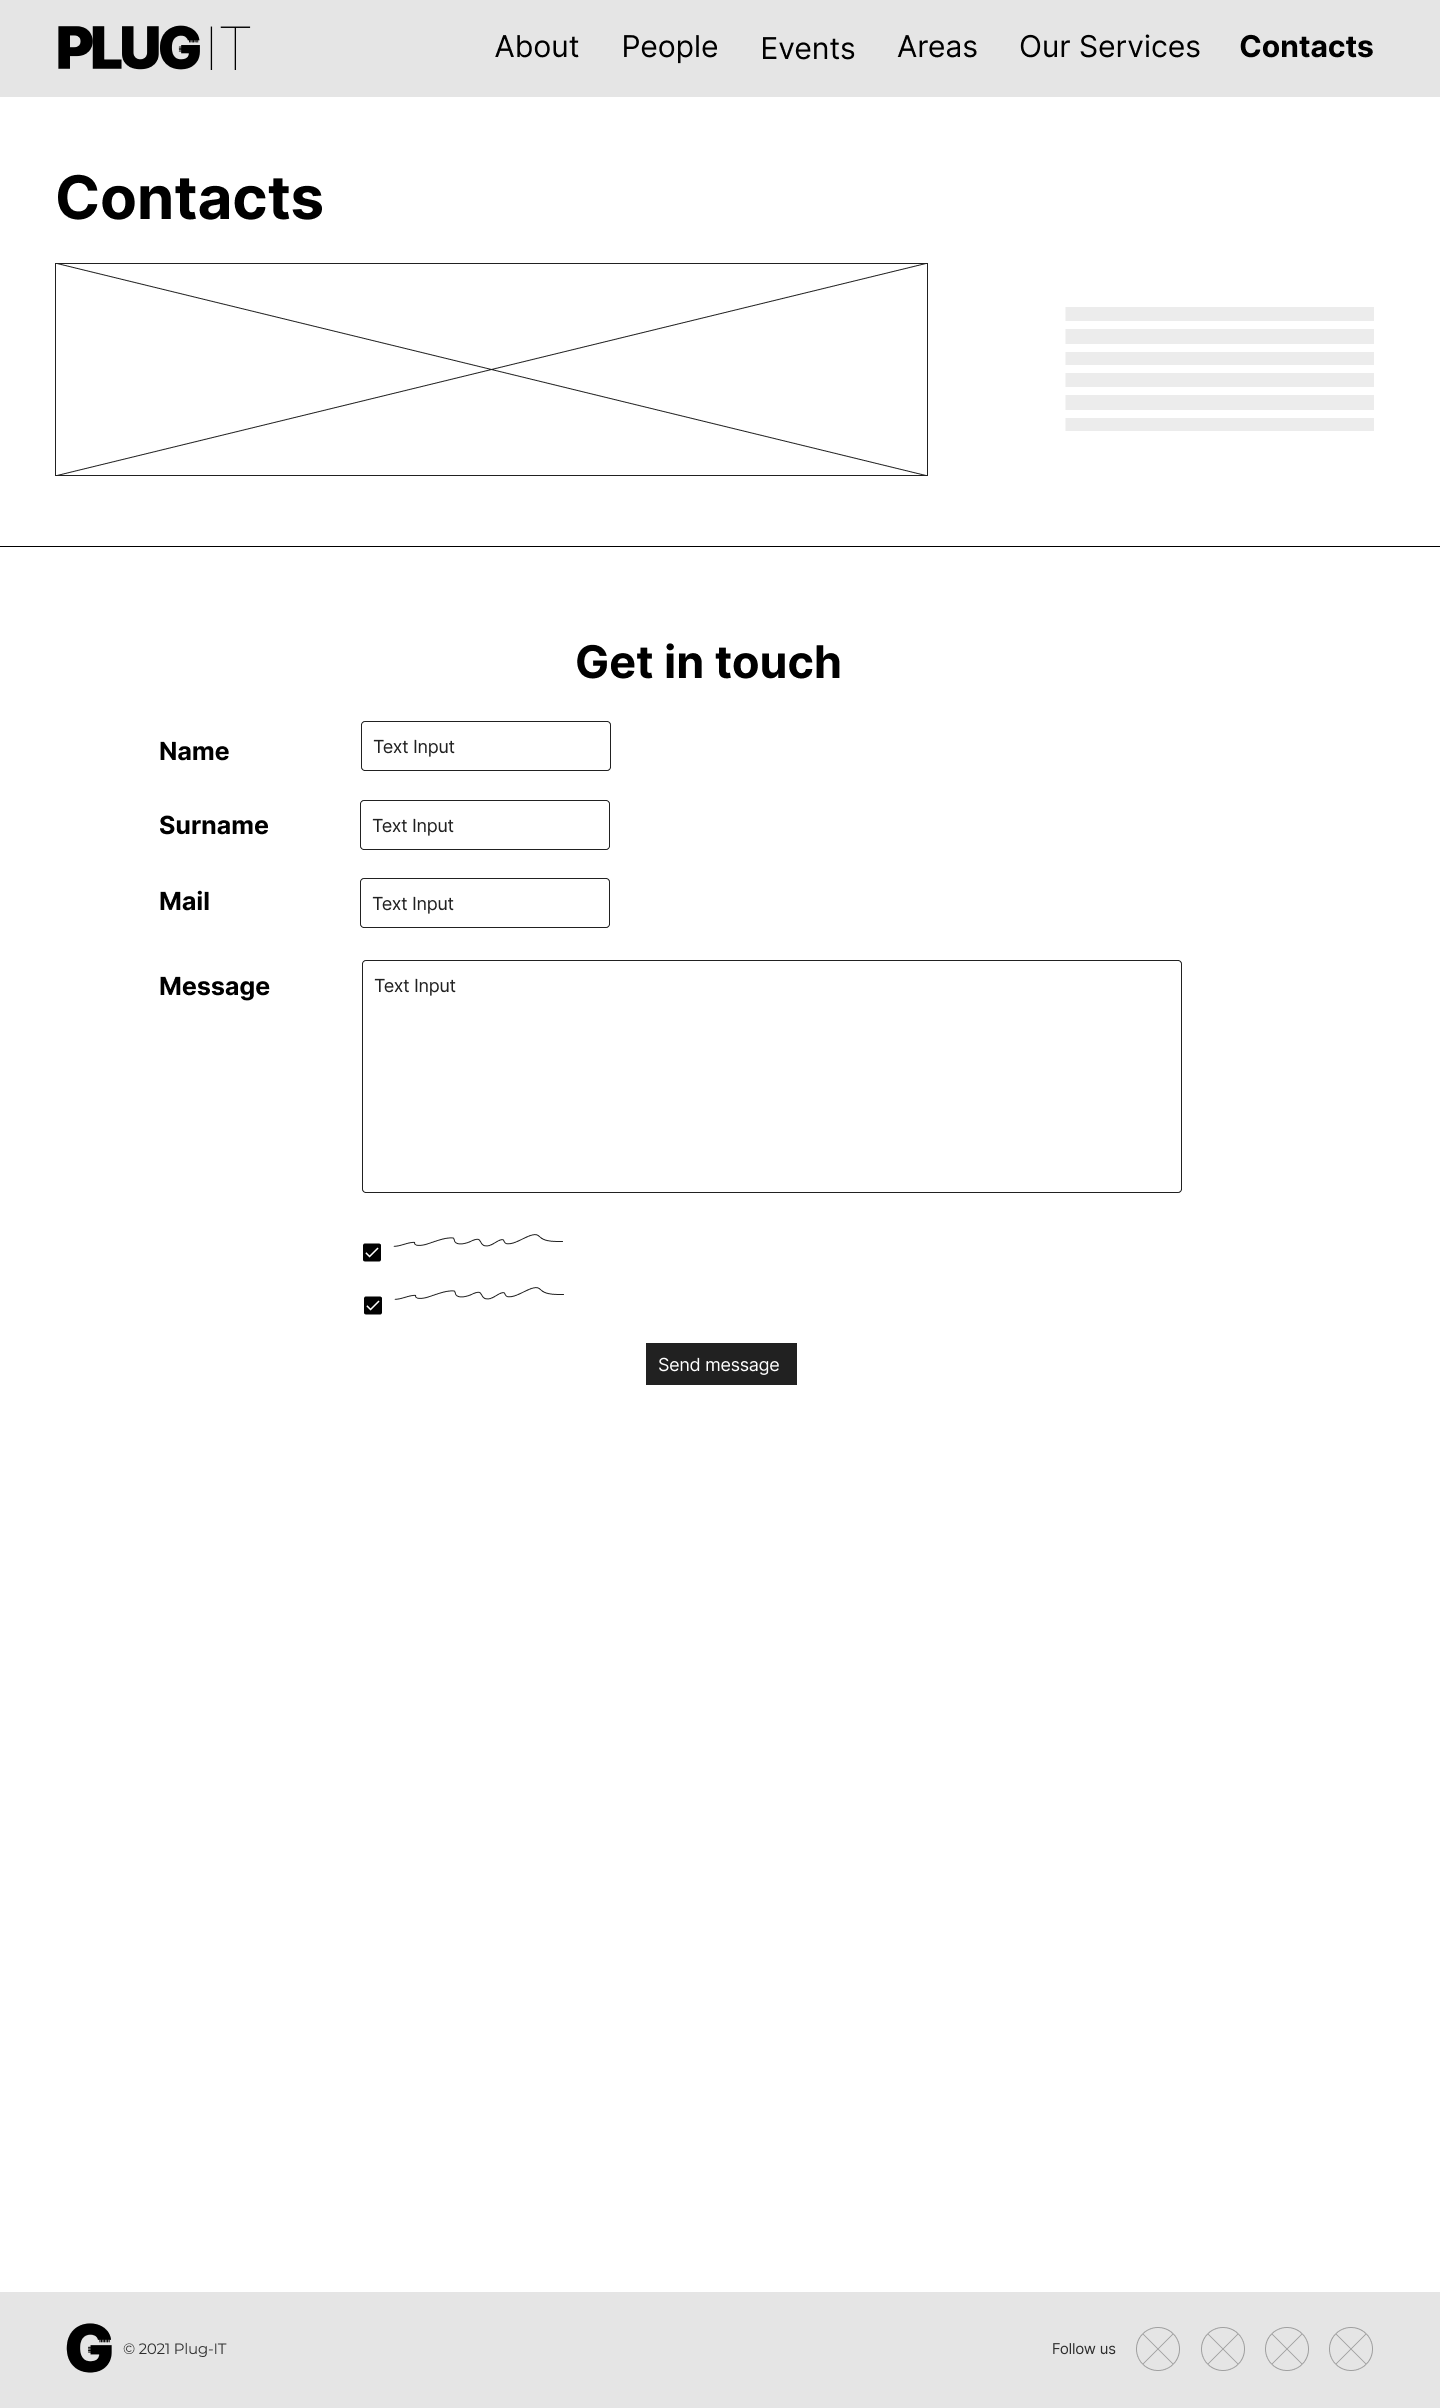 PLUG IT
About People Events Areas Our Services Contacts
Contacts
Get in touch
Name Text Input
Surname Text Input
Mail Text Input
Message Text Input
Send message
G © 2021 Plug-IT Follow us